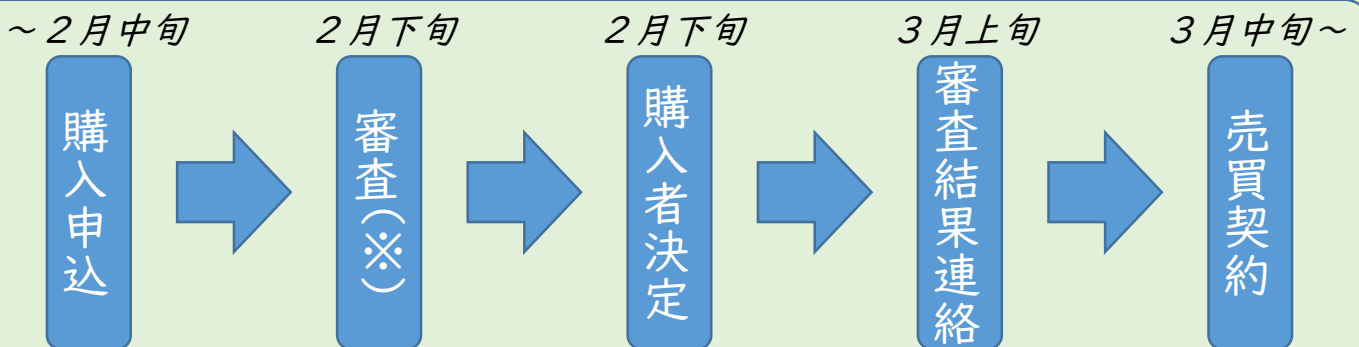 ~2月中旬
2月下旬
2月下旬
3月上旬
3月中旬~
購入申込
審査(※)
購入者決定
審査結果連絡
売買契約